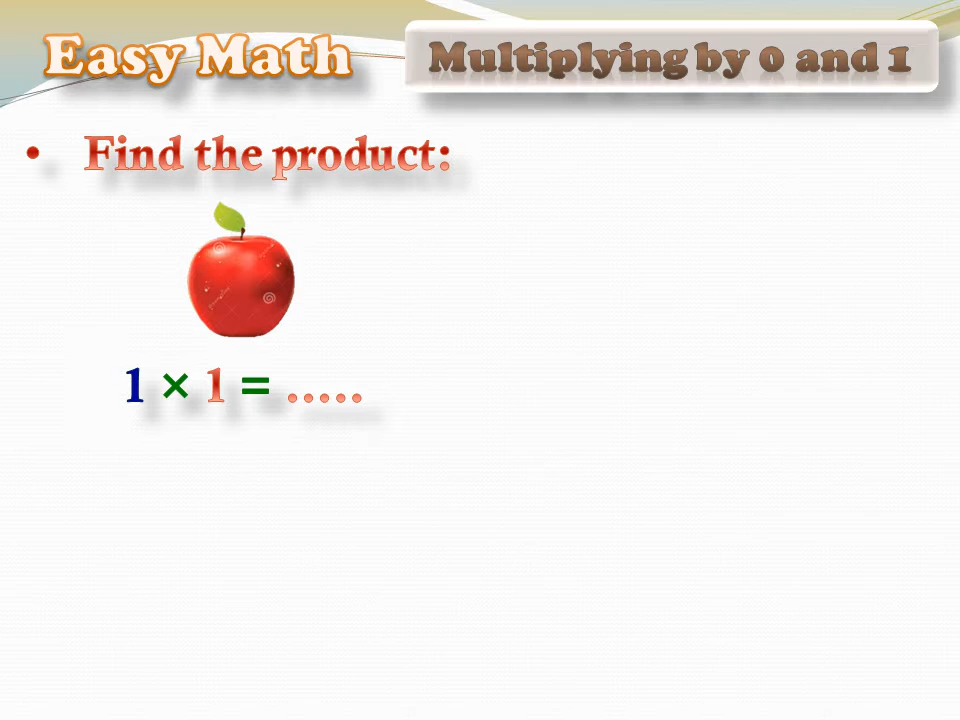 Easy Math
Multiplying by 0 and 1
• Find the product:
1 × 1 = .....